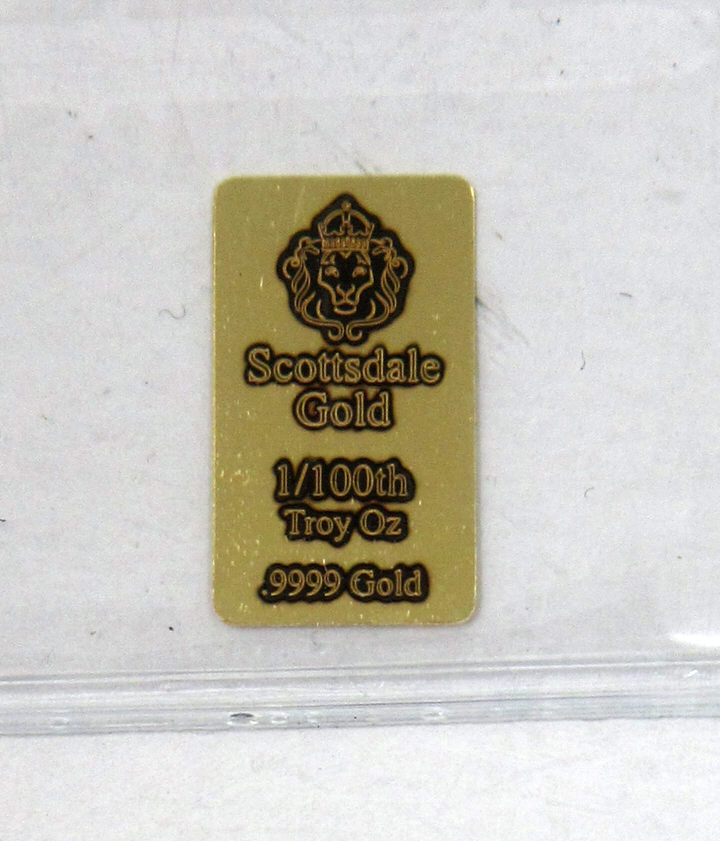 Scottsdale
Gold
1/100th
Troy Oz
.9999 Gold